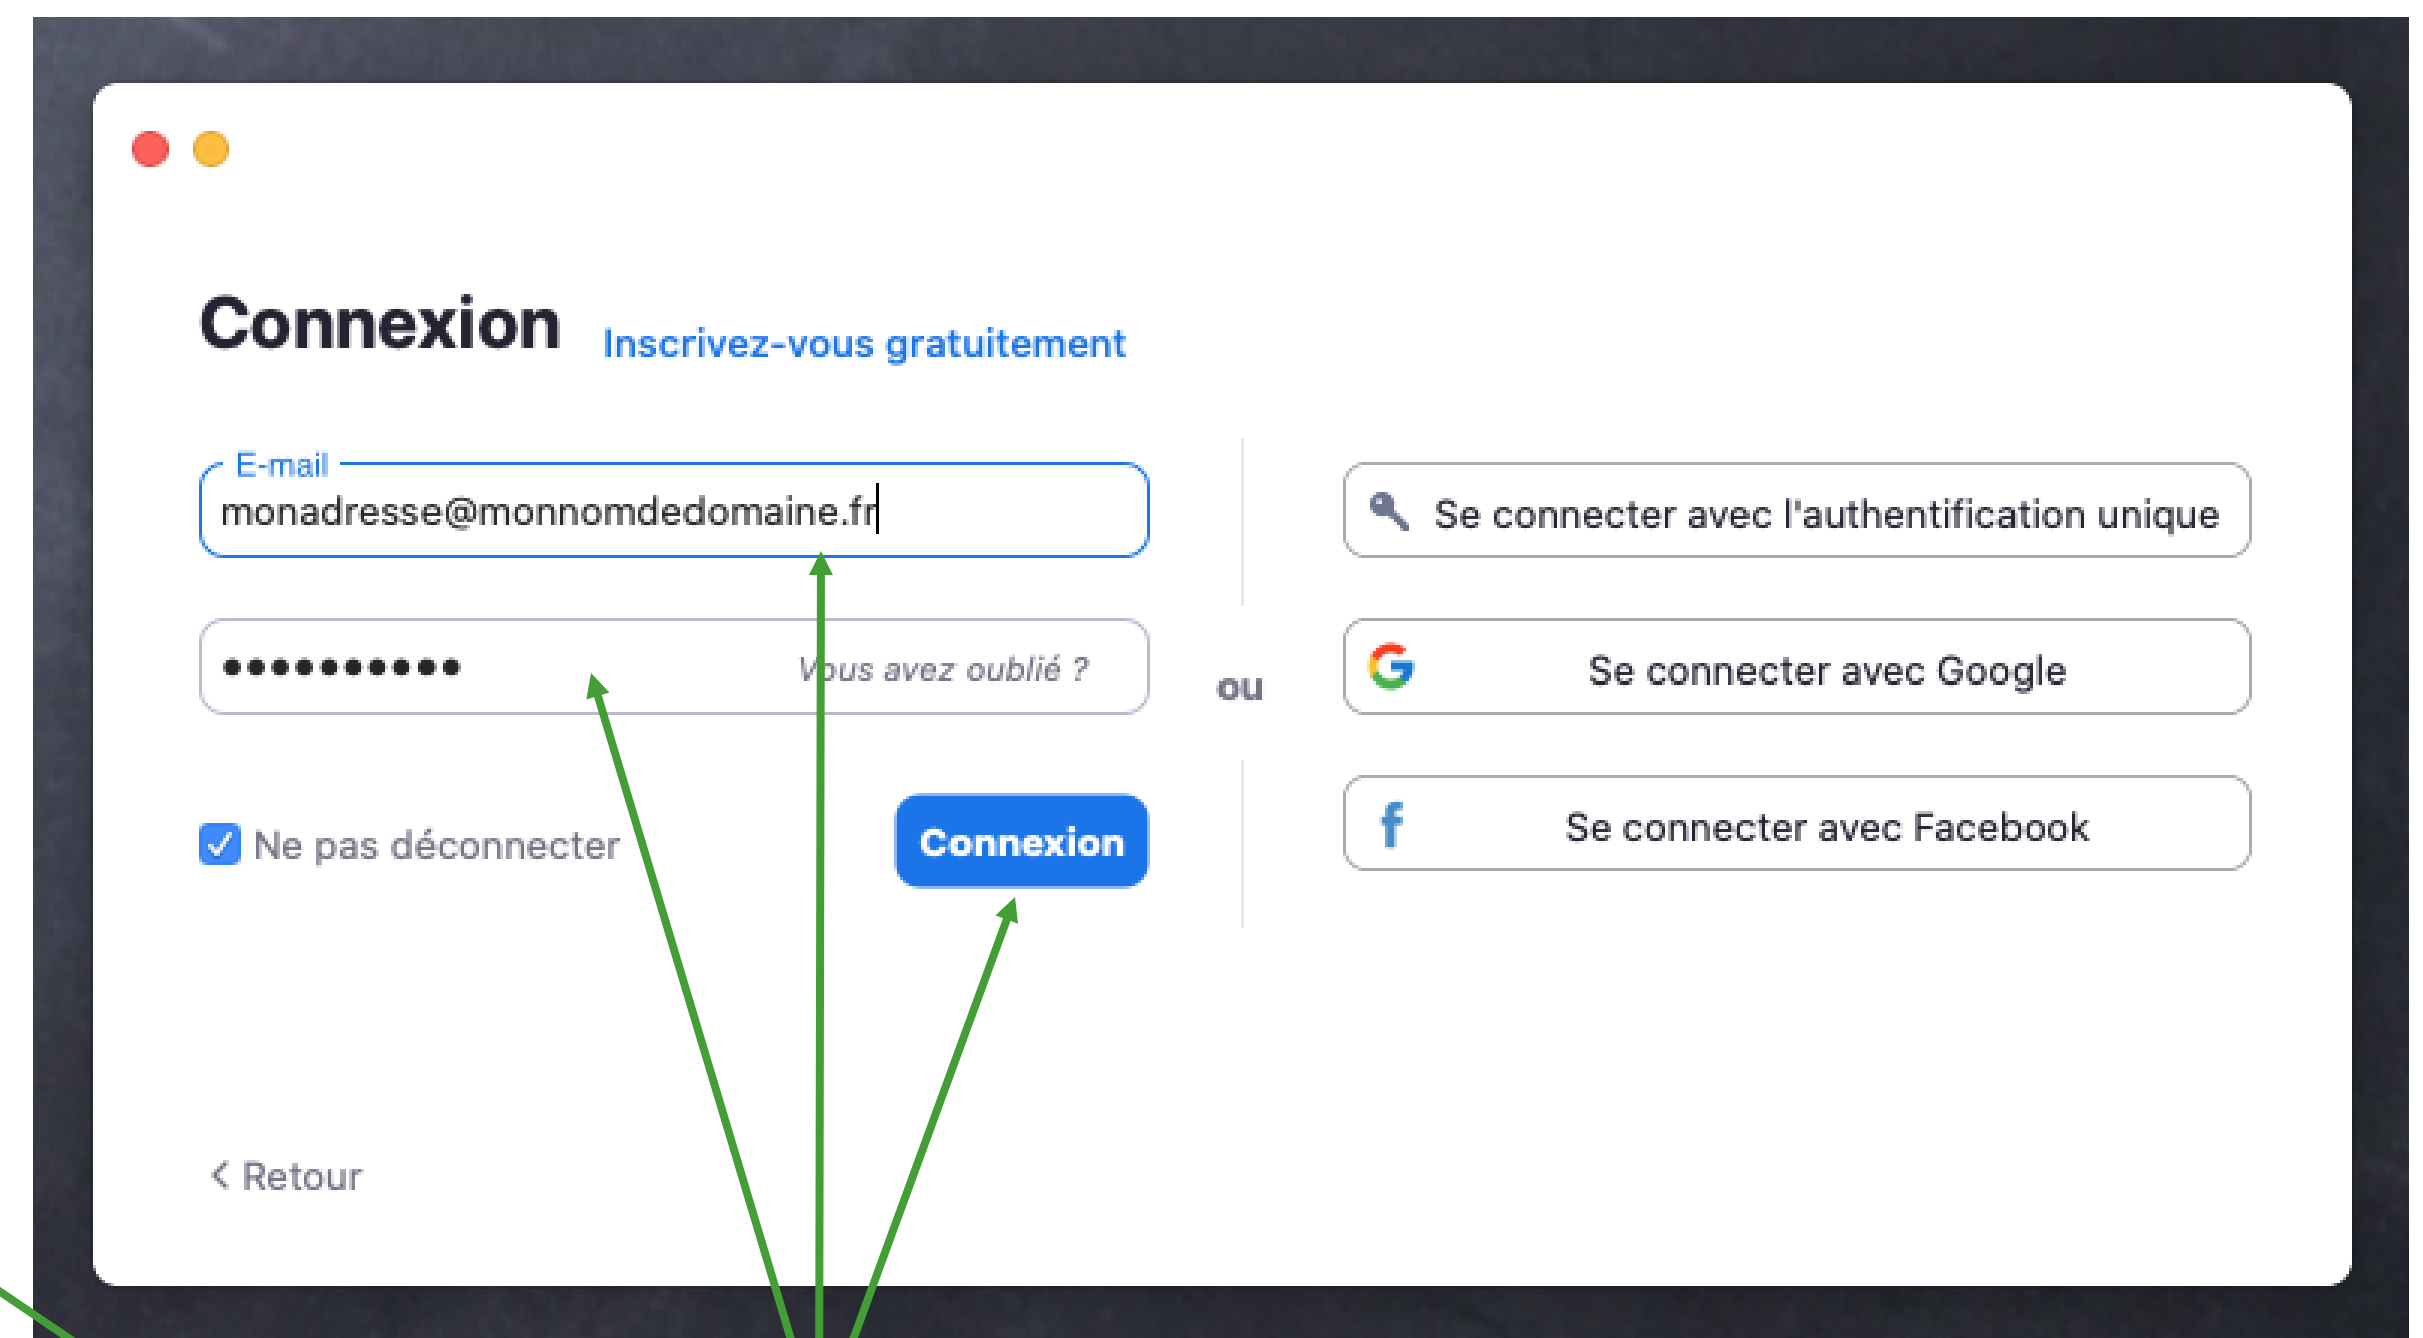 Connexion Inscrivez-vous gratuitement
E-mail
monadresse@monnomdedomaine.fr
•••••••••• Vous avez oublié ?
Ne pas déconnecter
Connexion
ou
Se connecter avec l'authentification unique
Se connecter avec Google
Se connecter avec Facebook
< Retour